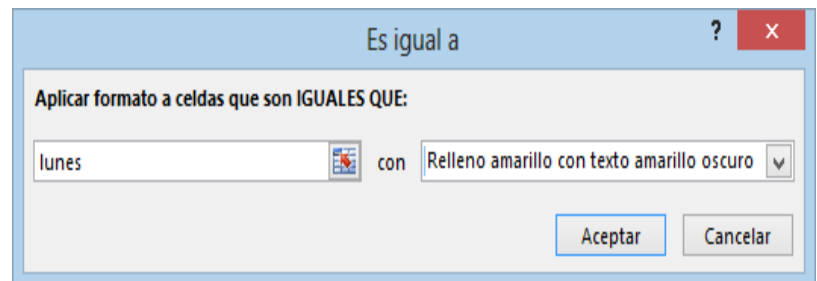 Es igual a
?
x
Aplicar formato a celdas que son IGUALES QUE:
lunes con Relleno amarillo con texto amarillo oscuro
Aceptar Cancelar